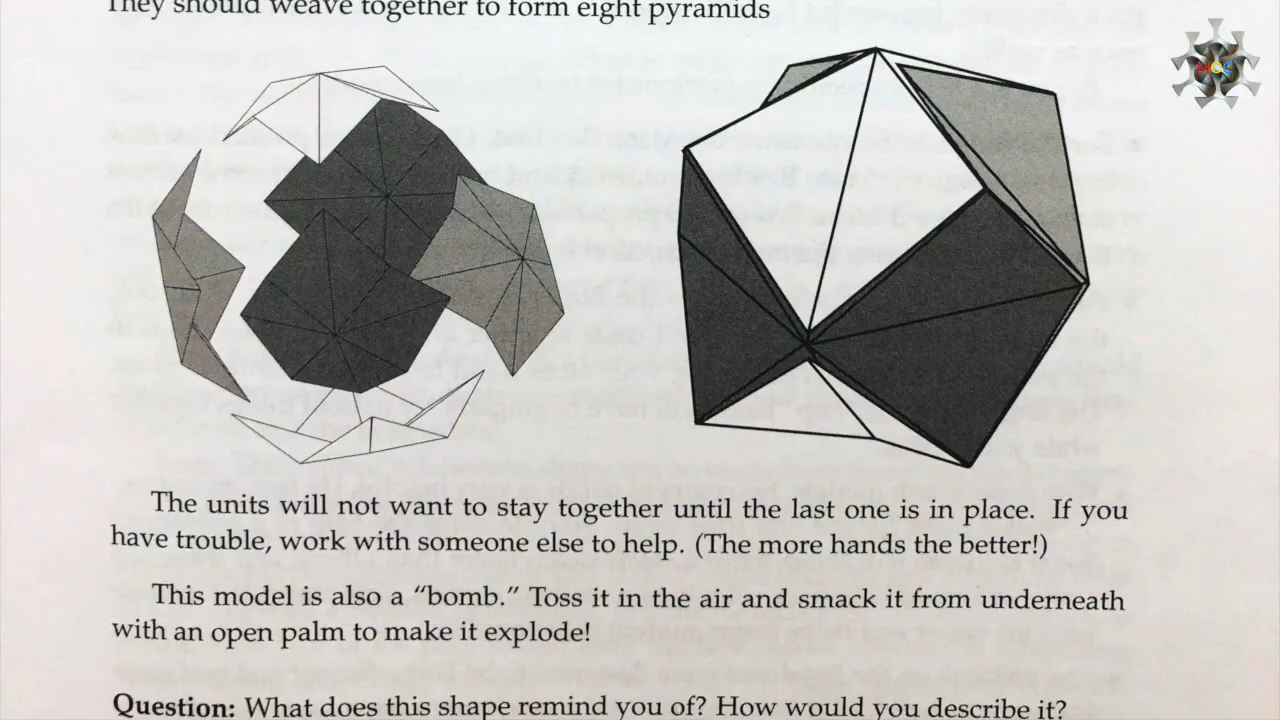 They should weave together to form eight pyramids
MQC
The units will not want to stay together until the last one is in place. If you
have trouble, work with someone else to help. (The more hands the better!)
This model is also a “bomb.” Toss it in the air and smack it from underneath
with an open palm to make it explode!
Question: What does this shape remind you of? How would you describe it?